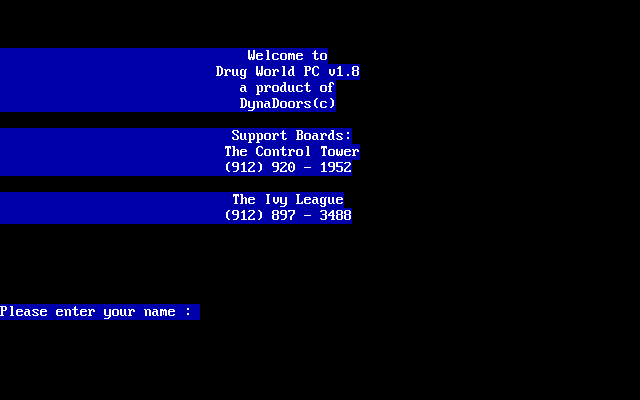 Welcome to
Drug World PC v1.8
a product of
DynaDoors(c)
Support Boards:
The Control Tower
(912) 920 - 1952
The Ivy League
(912) 897 - 3488
Please enter your name :